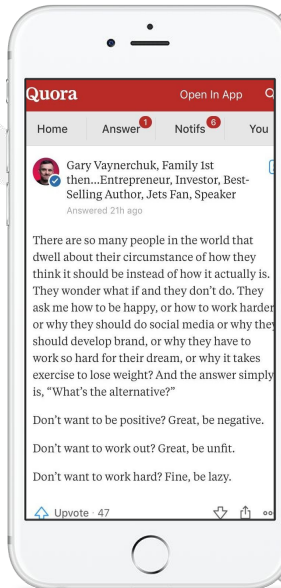 Quora Open In App
Home Answer 1 Notifs 6 You
Gary Vaynerchuk, Family 1st
then...Entrepreneur, Investor, Best-
Selling Author, Jets Fan, Speaker
Answered 21h ago
There are so many people in the world that
dwell about their circumstance of how they
think it should be instead of how it actually is.
They wonder what if and they don't do. They
ask me how to be happy, or how to work harder
or why they should do social media or why they
should develop brand, or why they have to
work so hard for their dream, or why it takes
exercise to lose weight? And the answer simply
is, “What's the alternative?”
Don't want to be positive? Great, be negative.
Don't want to work out? Great, be unfit.
Don't want to work hard? Fine, be lazy.
Upvote · 47